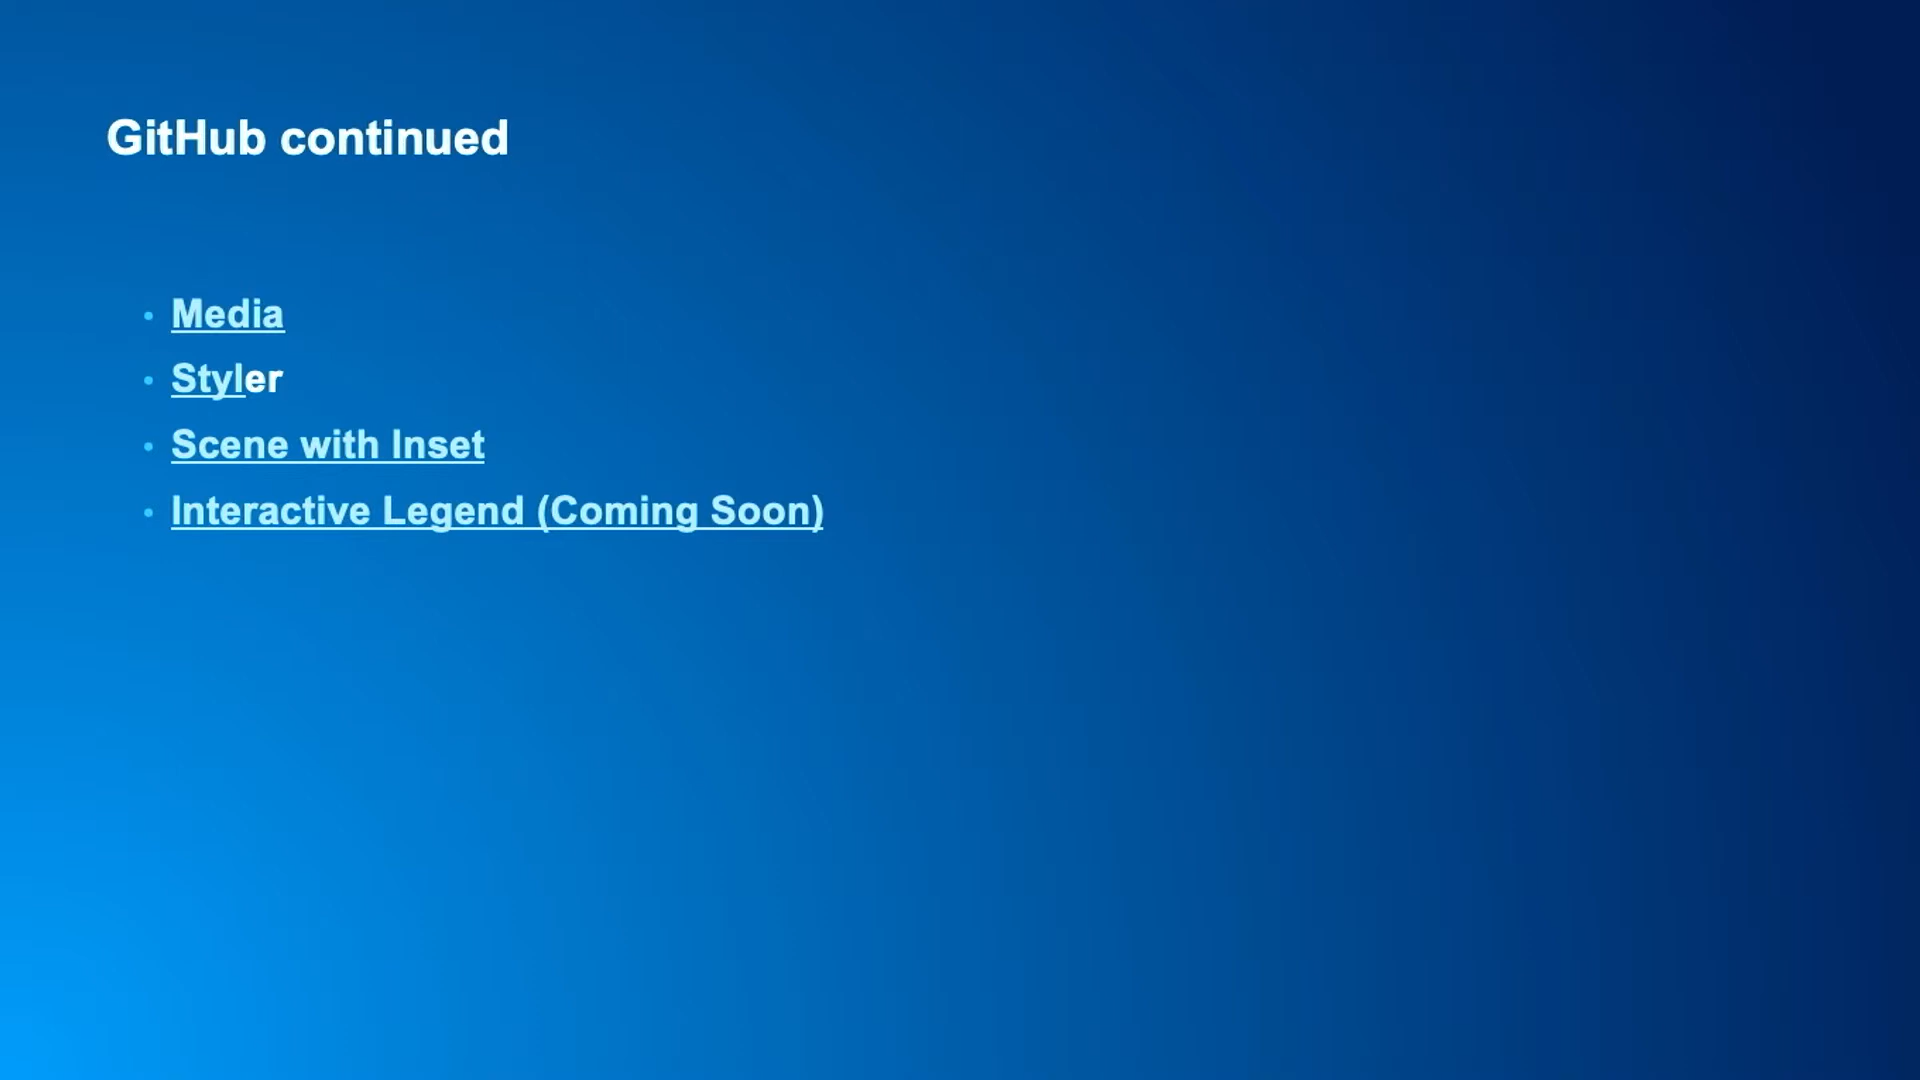 GitHub continued
• Media
• Styler
• Scene with Inset
• Interactive Legend (Coming Soon)